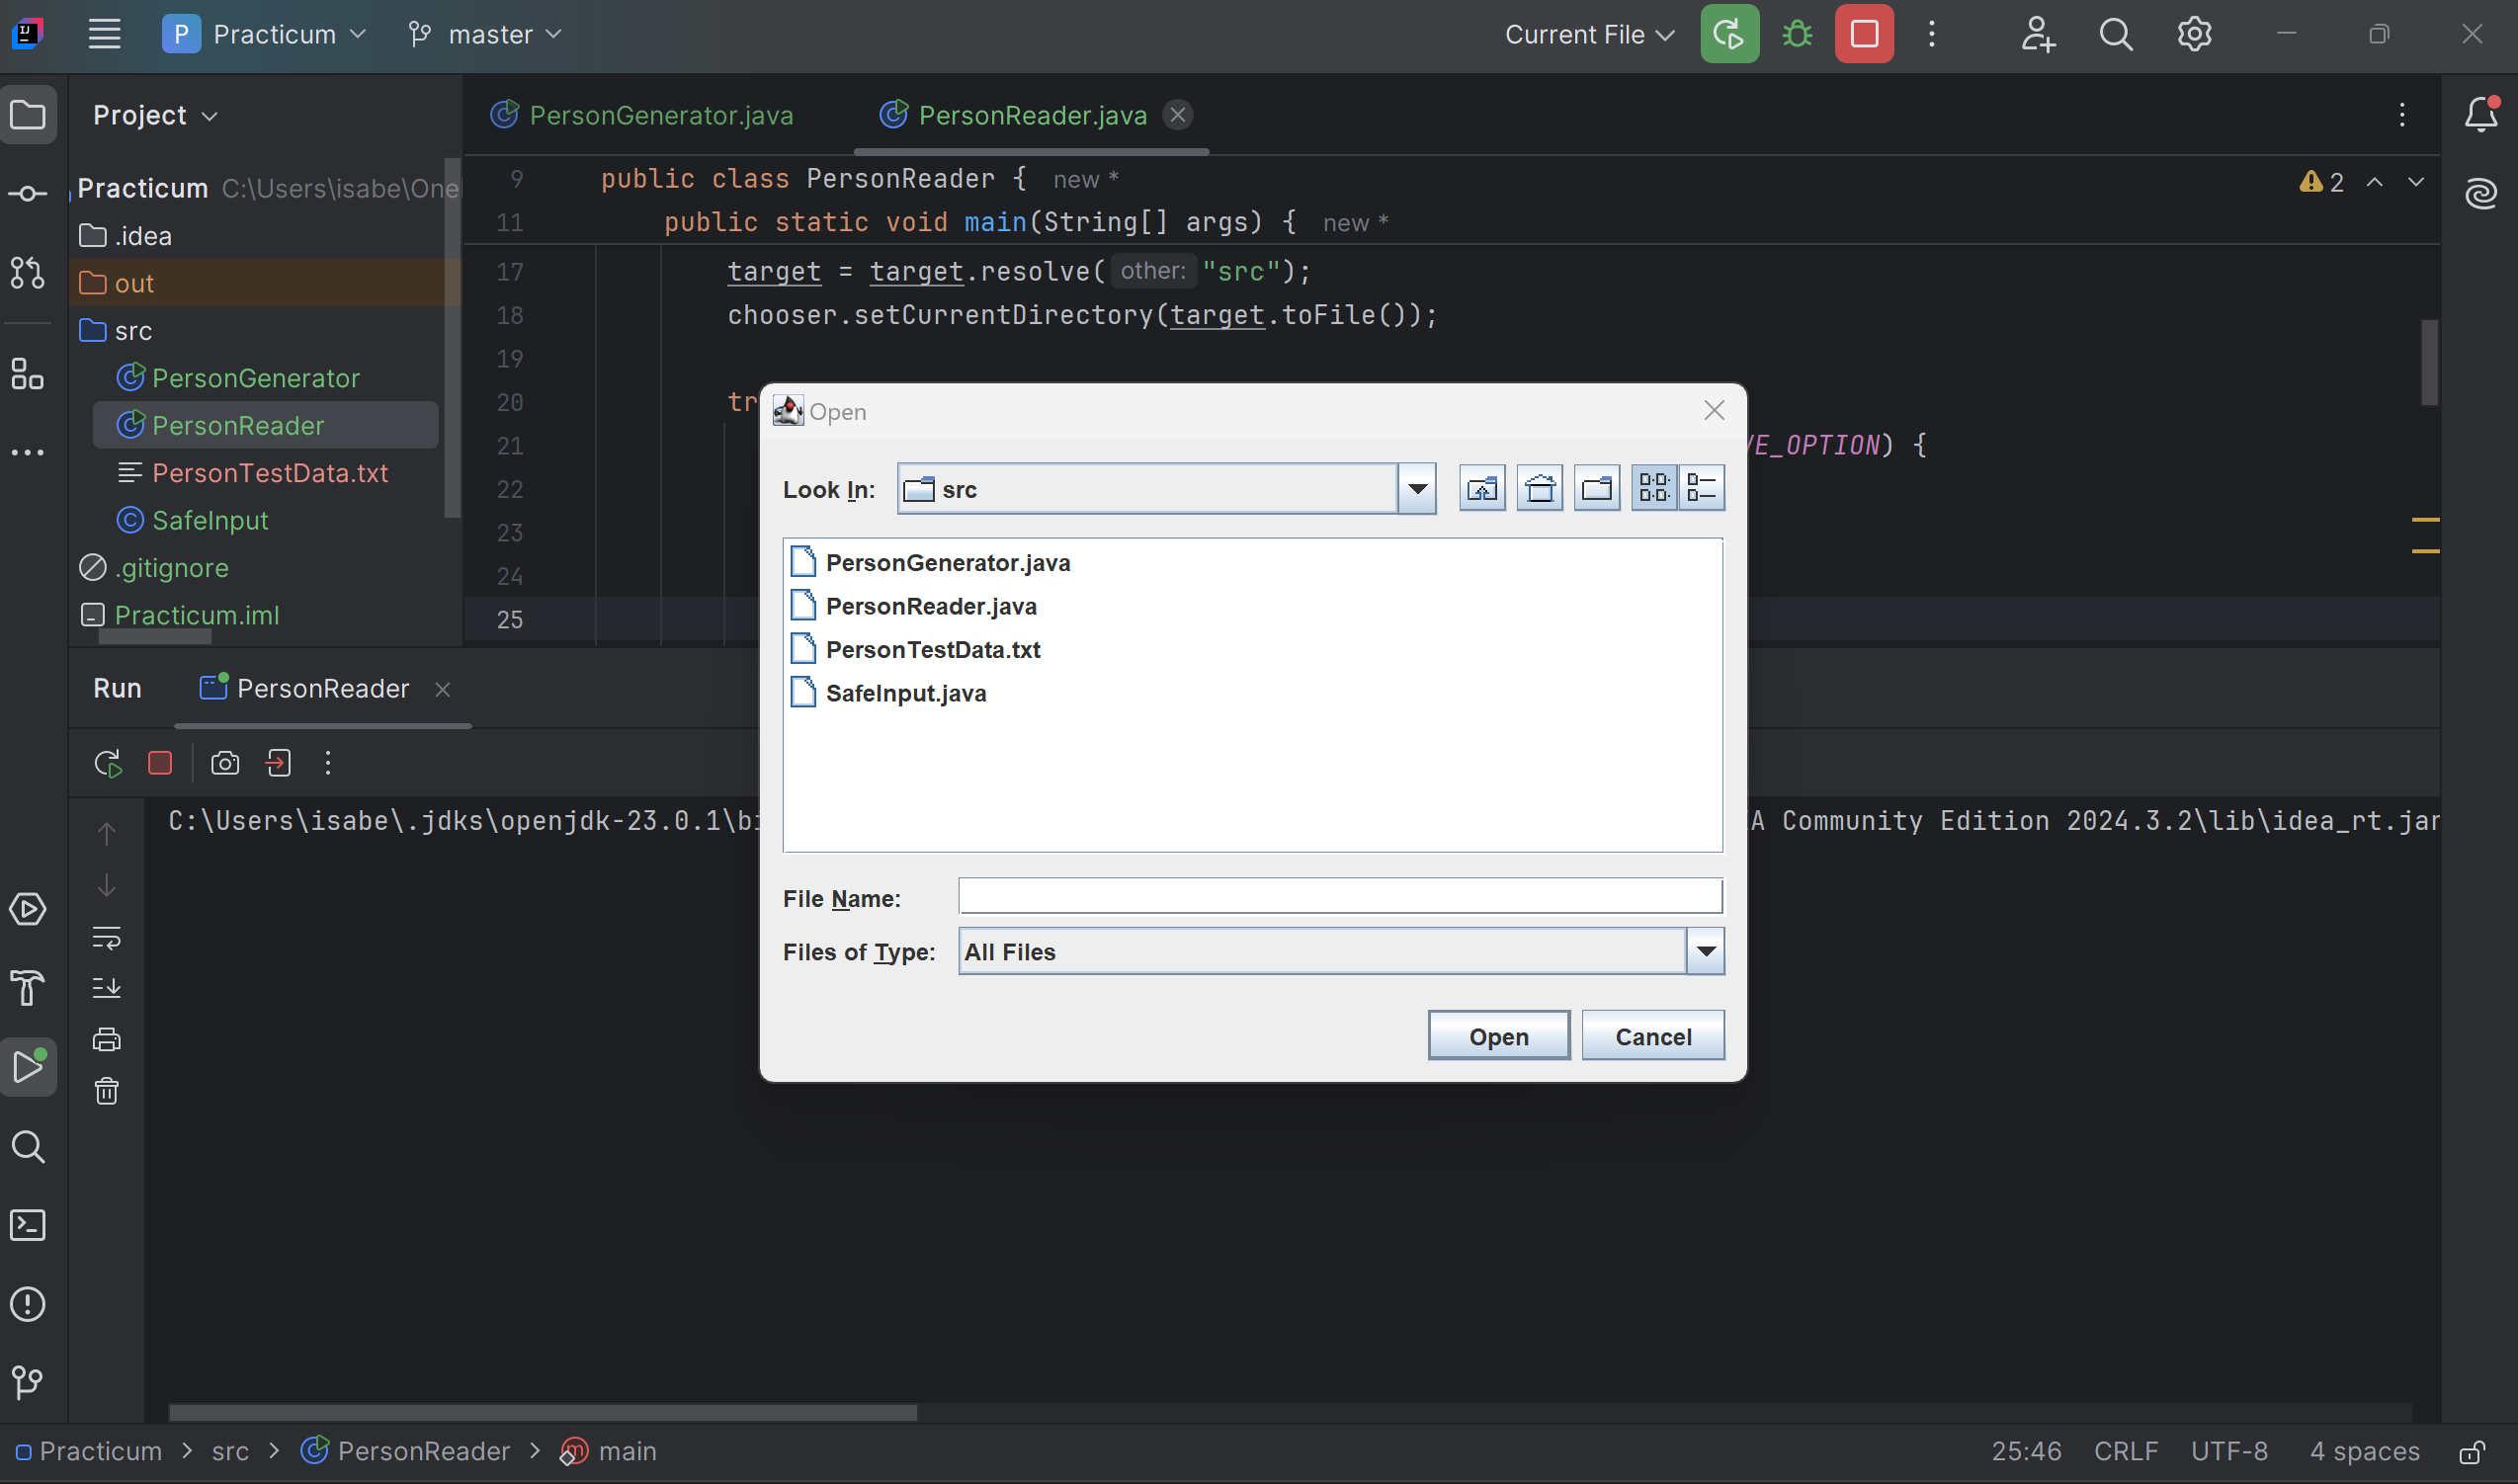 P Practicum master Current File
Project
PersonGenerator.java PersonReader.java
Practicum C:\Users\isabe\One
.idea
out
src
PersonGenerator
PersonReader
PersonTestData.txt
SafeInput
.gitignore
Practicum.iml
9 public class PersonReader { new *
11 public static void main(String[] args) { new *
2
17 target = target.resolve( other: "src");
18 chooser.setCurrentDirectory(target.toFile());
19
20 tr
21 VE_OPTION) {
22
23
24
25
Open
Look In: src
PersonGenerator.java
PersonReader.java
PersonTestData.txt
SafeInput.java
File Name:
Files of Type: All Files
Open Cancel
Run PersonReader
C:\Users\isabe\.jdks\openjdk-23.0.1\bi
EA Community Edition 2024.3.2\lib\idea_rt.jar
Practicum > src > PersonReader > main
25:46 CRLF UTF-8 4 spaces